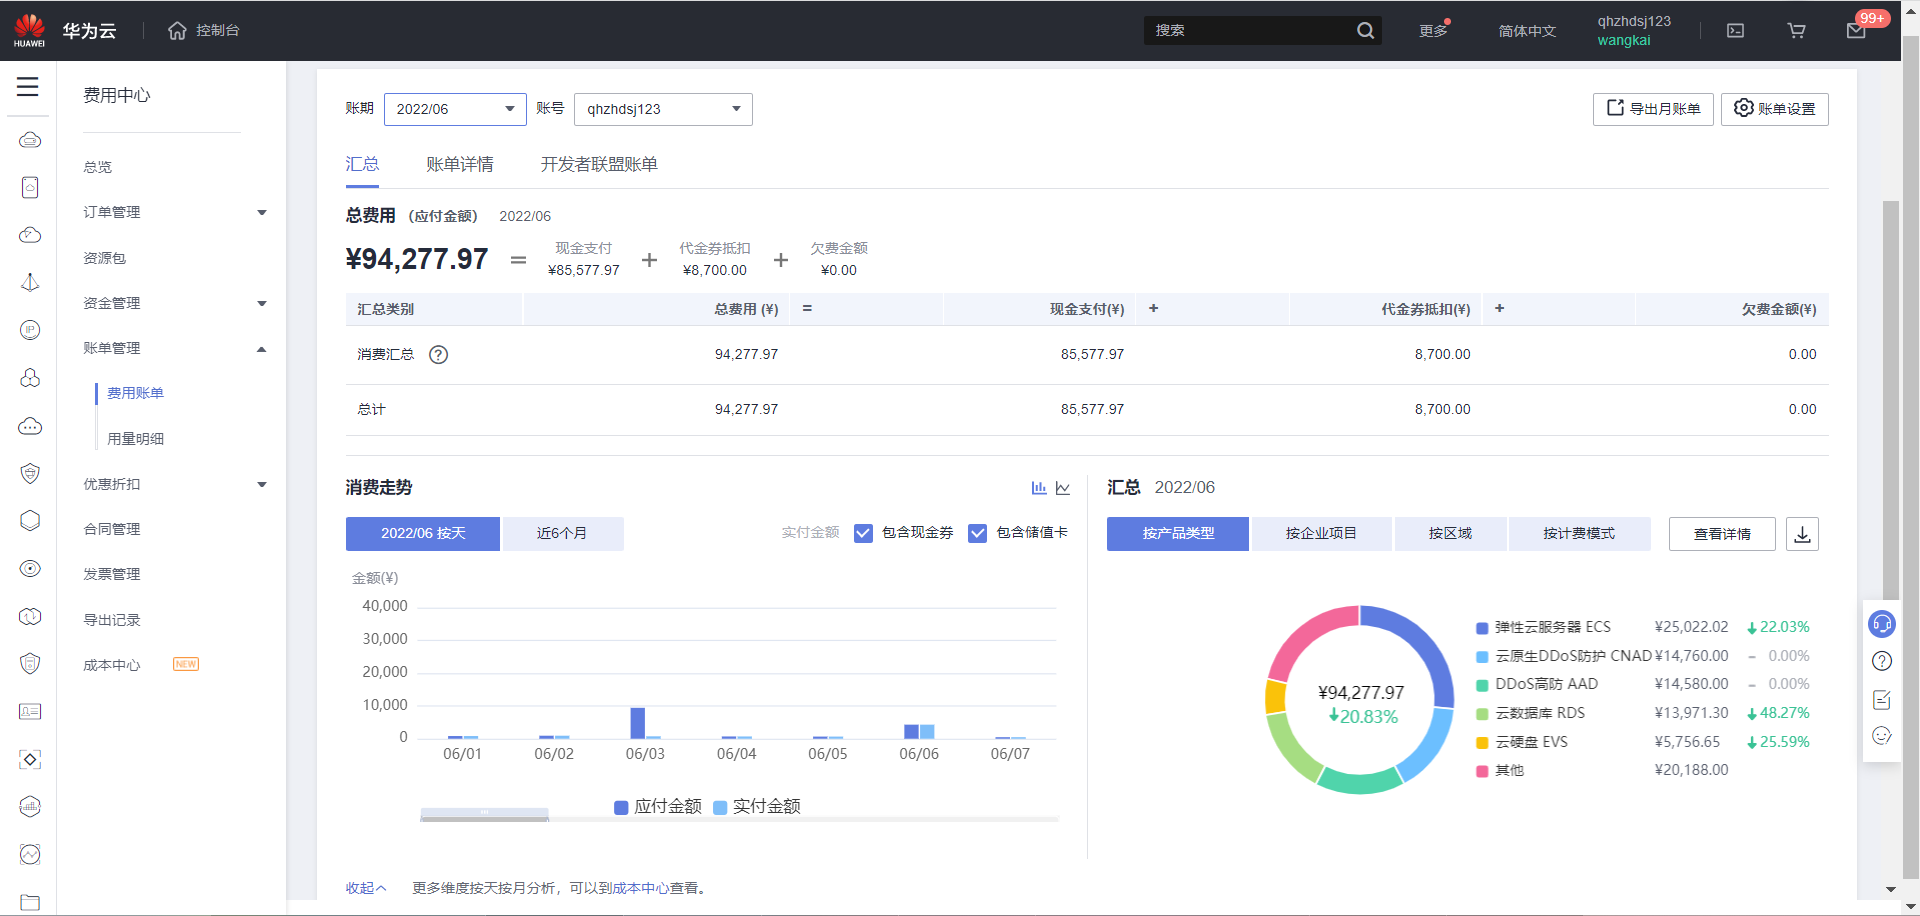 HUAWEI
华为云
控制台
搜索
更多
简体中文
qhzhdsj123
wangkai
99+
费用中心
总览
订单管理
资源包
资金管理
账单管理
费用账单
用量明细
优惠折扣
合同管理
发票管理
导出记录
成本中心 NEW
IP
账期 2022/06 账号 qhzhdsj123
导出月账单 账单设置
汇总 账单详情 开发者联盟账单
总费用 (应付金额) 2022/06
¥94,277.97 = 现金支付 ¥85,577.97 + 代金券抵扣 ¥8,700.00 + 欠费金额 ¥0.00
汇总类别 总费用 (¥) = 现金支付(¥) + 代金券抵扣(¥) + 欠费金额(¥)
消费汇总 ? 94,277.97 85,577.97 8,700.00 0.00
总计 94,277.97 85,577.97 8,700.00 0.00
消费走势
2022/06 按天 近6个月 实付金额 包含现金券 包含储值卡
金额(¥)
40,000
30,000
20,000
10,000
0
06/01 06/02 06/03 06/04 06/05 06/06 06/07
应付金额 实付金额
汇总 2022/06
按产品类型 按企业项目 按区域 按计费模式 查看详情
¥94,277.97
↓20.83%
弹性云服务器 ECS ¥25,022.02 ↓22.03%
云原生DDoS防护 CNAD ¥14,760.00 – 0.00%
DDoS高防 AAD ¥14,580.00 – 0.00%
云数据库 RDS ¥13,971.30 ↓48.27%
云硬盘 EVS ¥5,756.65 ↓25.59%
其他 ¥20,188.00
收起 更多维度按天按月分析，可以到成本中心查看。